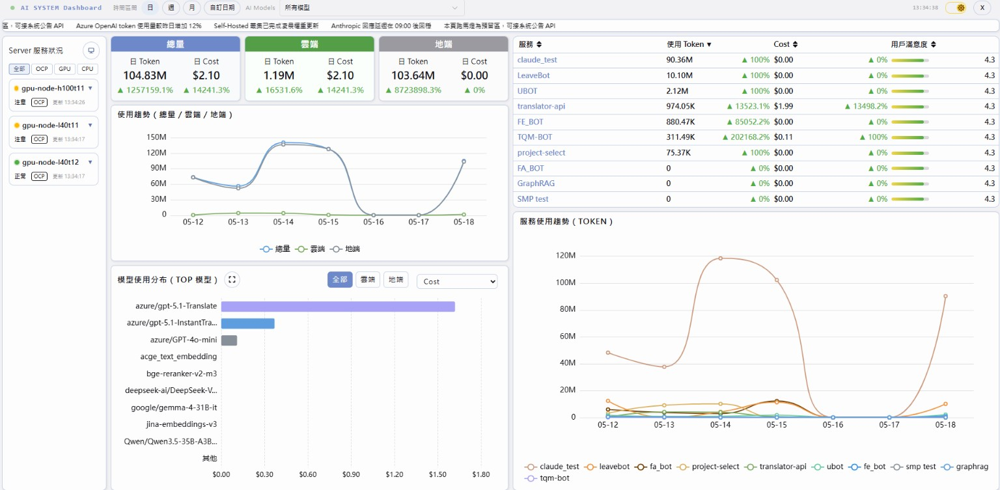 AI SYSTEM Dashboard 時間區間 日 週 月 自訂日期 AI Models 所有模型 13:34:38 X
區，可接系統公告 API Azure OpenAI token 使用量較昨日增加 12% Self-Hosted 叢集已完成凌晨權重更新 Anthropic 回應延遲在 09:00 後回穩 本頁跑馬燈為預留區，可接系統公告 API
Server 服務狀況
全部 OCP GPU CPU
gpu-node-h100t11 ▼
注意 OCP 更新 13:34:26
gpu-node-l40t11 ▼
注意 OCP 更新 13:34:17
gpu-node-l40t12 ▼
正常 OCP 更新 13:34:17
總量
日 Token 日 Cost
104.83M $2.10
▲ 1257159.1% ▲ 14241.3%
雲端
日 Token 日 Cost
1.19M $2.10
▲ 16531.6% ▲ 14241.3%
地端
日 Token 日 Cost
103.64M $0.00
▲ 8723898.3% ▲ 0%
使用趨勢 ( 總量 / 雲端 / 地端 )
150M
120M
90M
60M
30M
0
05-12 05-13 05-14 05-15 05-16 05-17 05-18
總量 雲端 地端
模型使用分布 ( TOP 模型 ) 全部 雲端 地端 Cost
azure/gpt-5.1-Translate
azure/gpt-5.1-InstantTra...
azure/GPT-4o-mini
acge_text_embedding
bge-reranker-v2-m3
deepseek-ai/DeepSeek-V...
google/gemma-4-31B-it
jina-embeddings-v3
Qwen/Qwen3.5-35B-A3B...
其他
$0.00 $0.30 $0.60 $0.90 $1.20 $1.50 $1.80
服務 使用 Token ▼ Cost 用戶滿意度
claude_test 90.36M ▲ 100% $0.00 ▲ 0% 4.3
LeaveBot 10.10M ▲ 100% $0.00 ▲ 0% 4.3
UBOT 2.12M ▲ 100% $0.00 ▲ 0% 4.3
translator-api 974.05K ▲ 13523.1% $1.99 ▲ 13498.2% 4.3
FE_BOT 880.47K ▲ 85052.2% $0.00 ▲ 0% 4.3
TQM-BOT 311.49K ▲ 202168.2% $0.11 ▲ 100% 4.3
project-select 75.37K ▲ 100% $0.00 ▲ 0% 4.3
FA_BOT 0 ▲ 0% $0.00 ▲ 0% 4.3
GraphRAG 0 ▲ 0% $0.00 ▲ 0% 4.3
SMP test 0 ▲ 0% $0.00 ▲ 0% 4.3
服務使用趨勢 ( TOKEN )
120M
100M
80M
60M
40M
20M
0
05-12 05-13 05-14 05-15 05-16 05-17 05-18
claude_test leavebot fa_bot project-select translator-api ubot fe_bot smp test graphrag
tqm-bot